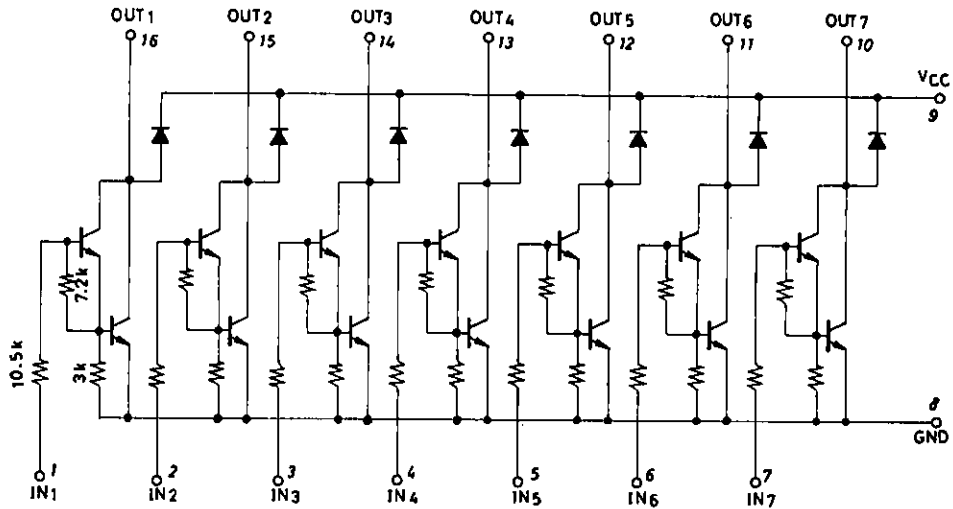 OUT1 OUT2 OUT3 OUT4 OUT5 OUT6 OUT7
16 15 14 13 12 11 10
VCC
9
7.2k
10.5k
3k
8
GND
1 2 3 4 5 6 7
IN1 IN2 IN3 IN4 IN5 IN6 IN7